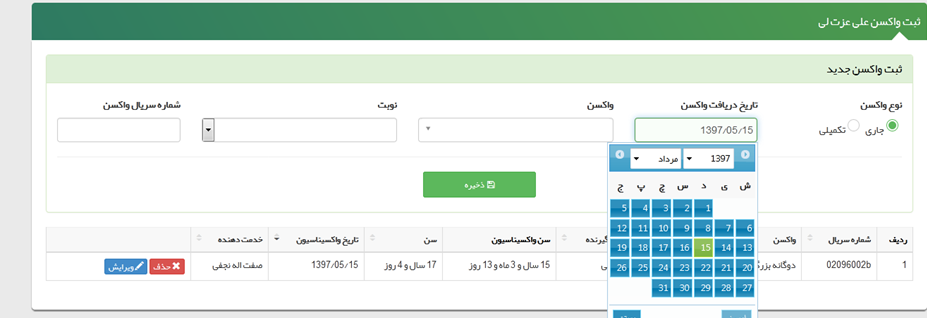 ثبت واکسن علی عزت لی
ثبت واکسن جدید
نوع واکسن تاریخ دریافت واکسن واکسن نوبت شماره سریال واکسن
جاری تکمیلی 1397/05/15
1397 مرداد
ش ی د س چ پ ج
1 2 3 4 5
6 7 8 9 10 11 12
13 14 15 16 17 18 19
20 21 22 23 24 25 26
27 28 29 30 31
ذخیره
ردیف شماره سریال واکسن گیرنده سن واکسیناسیون سن تاریخ واکسیناسیون خدمت دهنده
1 02096002b دوگانه 15 سال و 3 ماه و 13 روز 17 سال و 4 روز 1397/05/15 صفت اله نجفی حذف ویرایش